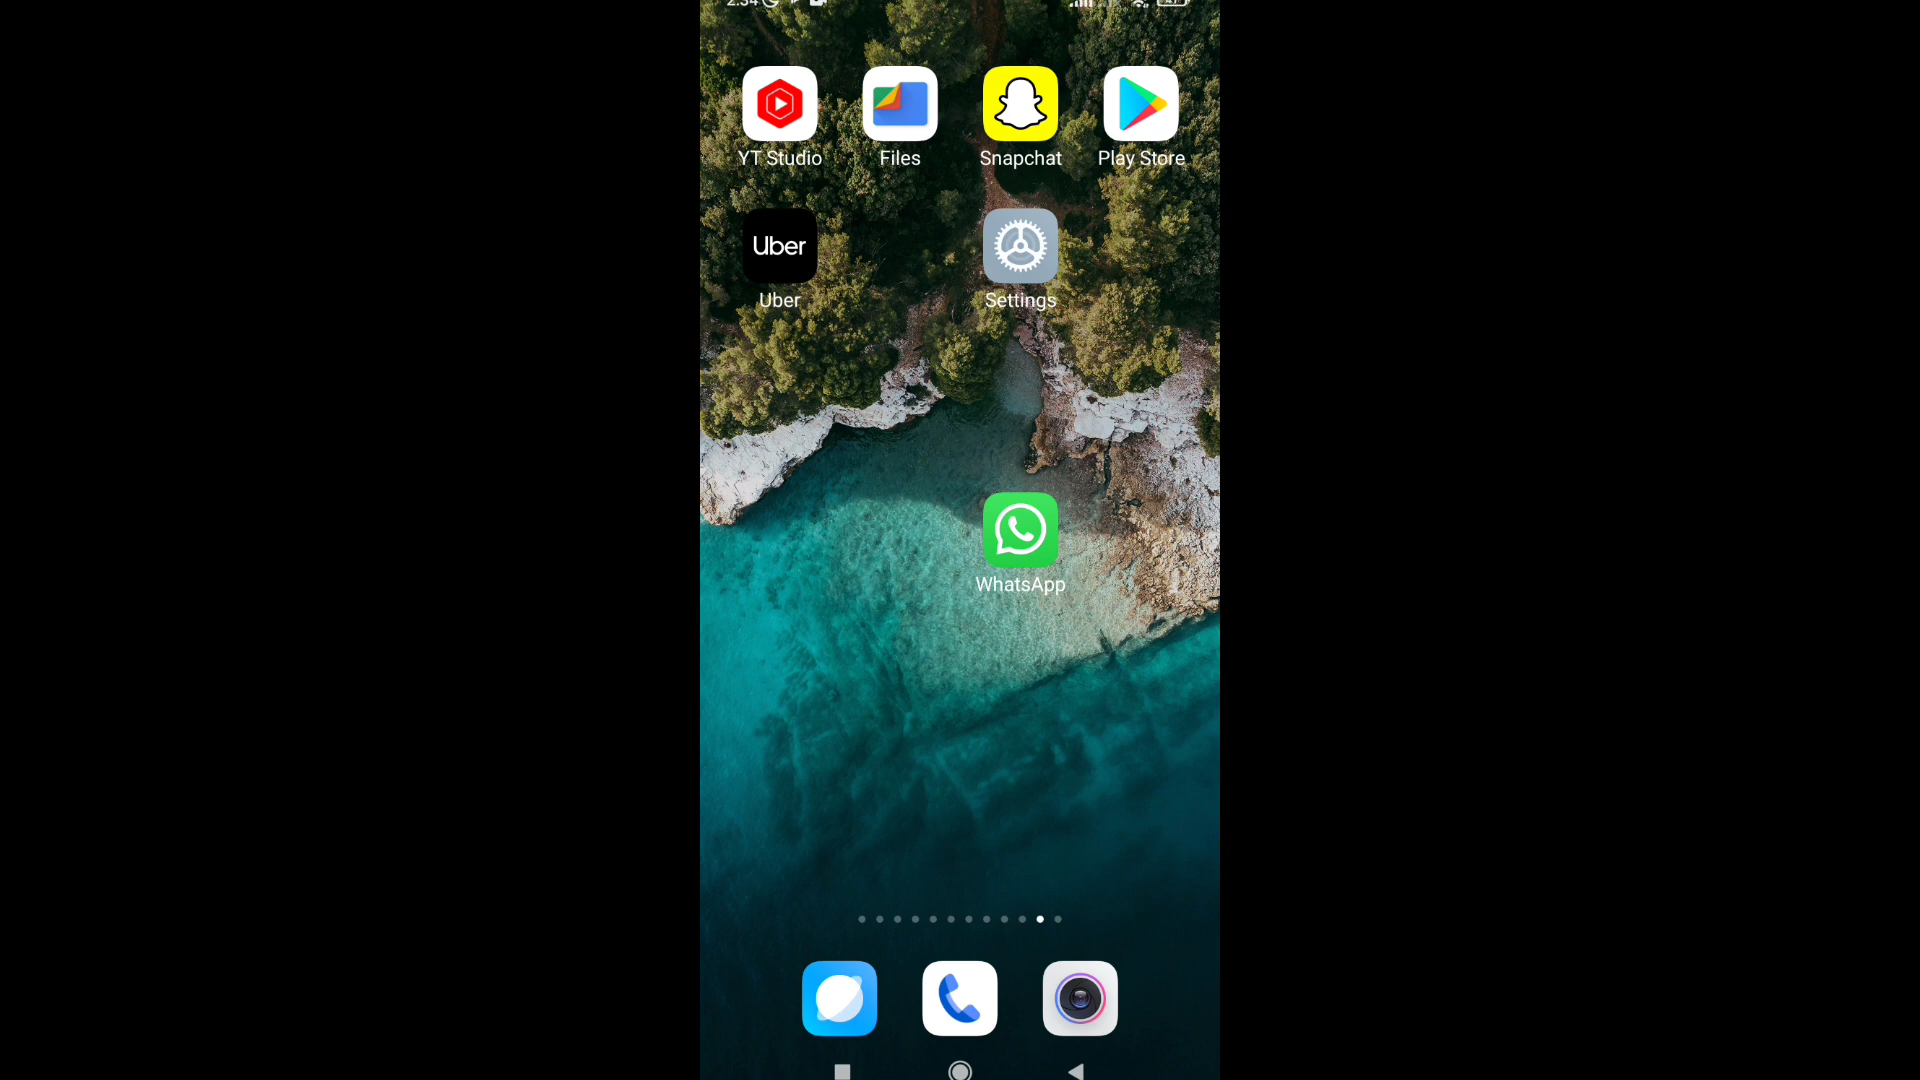 YT Studio
Files
Snapchat
Play Store
Uber
Uber
Settings
WhatsApp